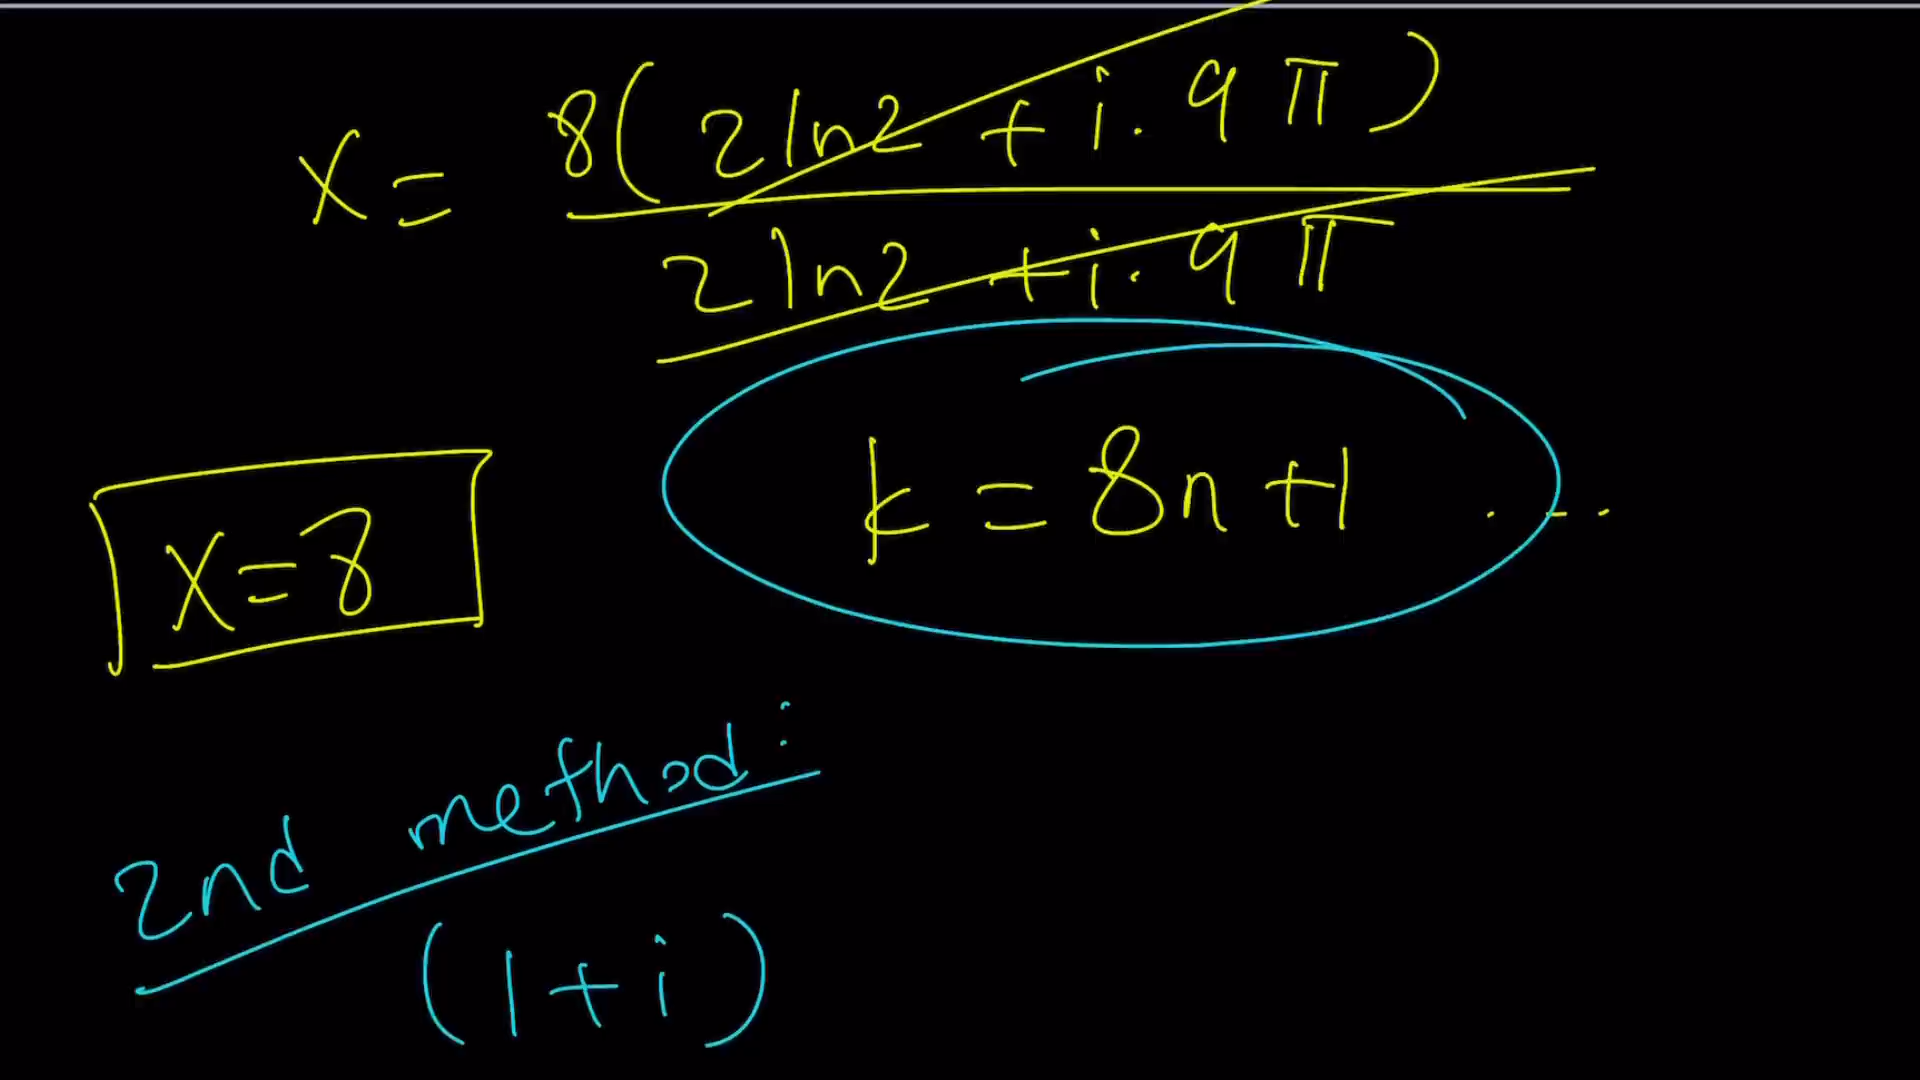 x = 8(2ln2 + i. 9π)
2ln2 + i. 9π
k = 8n+1 ...
x=8
2nd method:
(1+i)